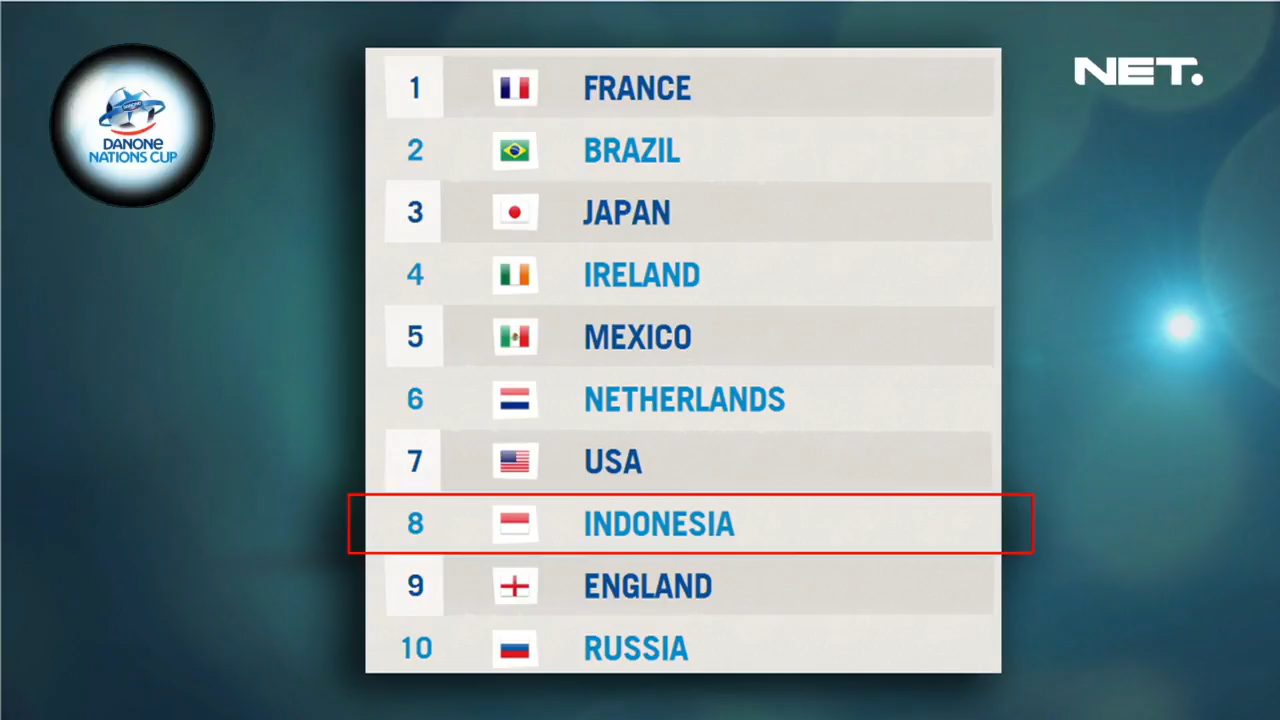 DANONE
NATIONS CUP
NET.
1 FRANCE
2 BRAZIL
3 JAPAN
4 IRELAND
5 MEXICO
6 NETHERLANDS
7 USA
8 INDONESIA
9 ENGLAND
10 RUSSIA